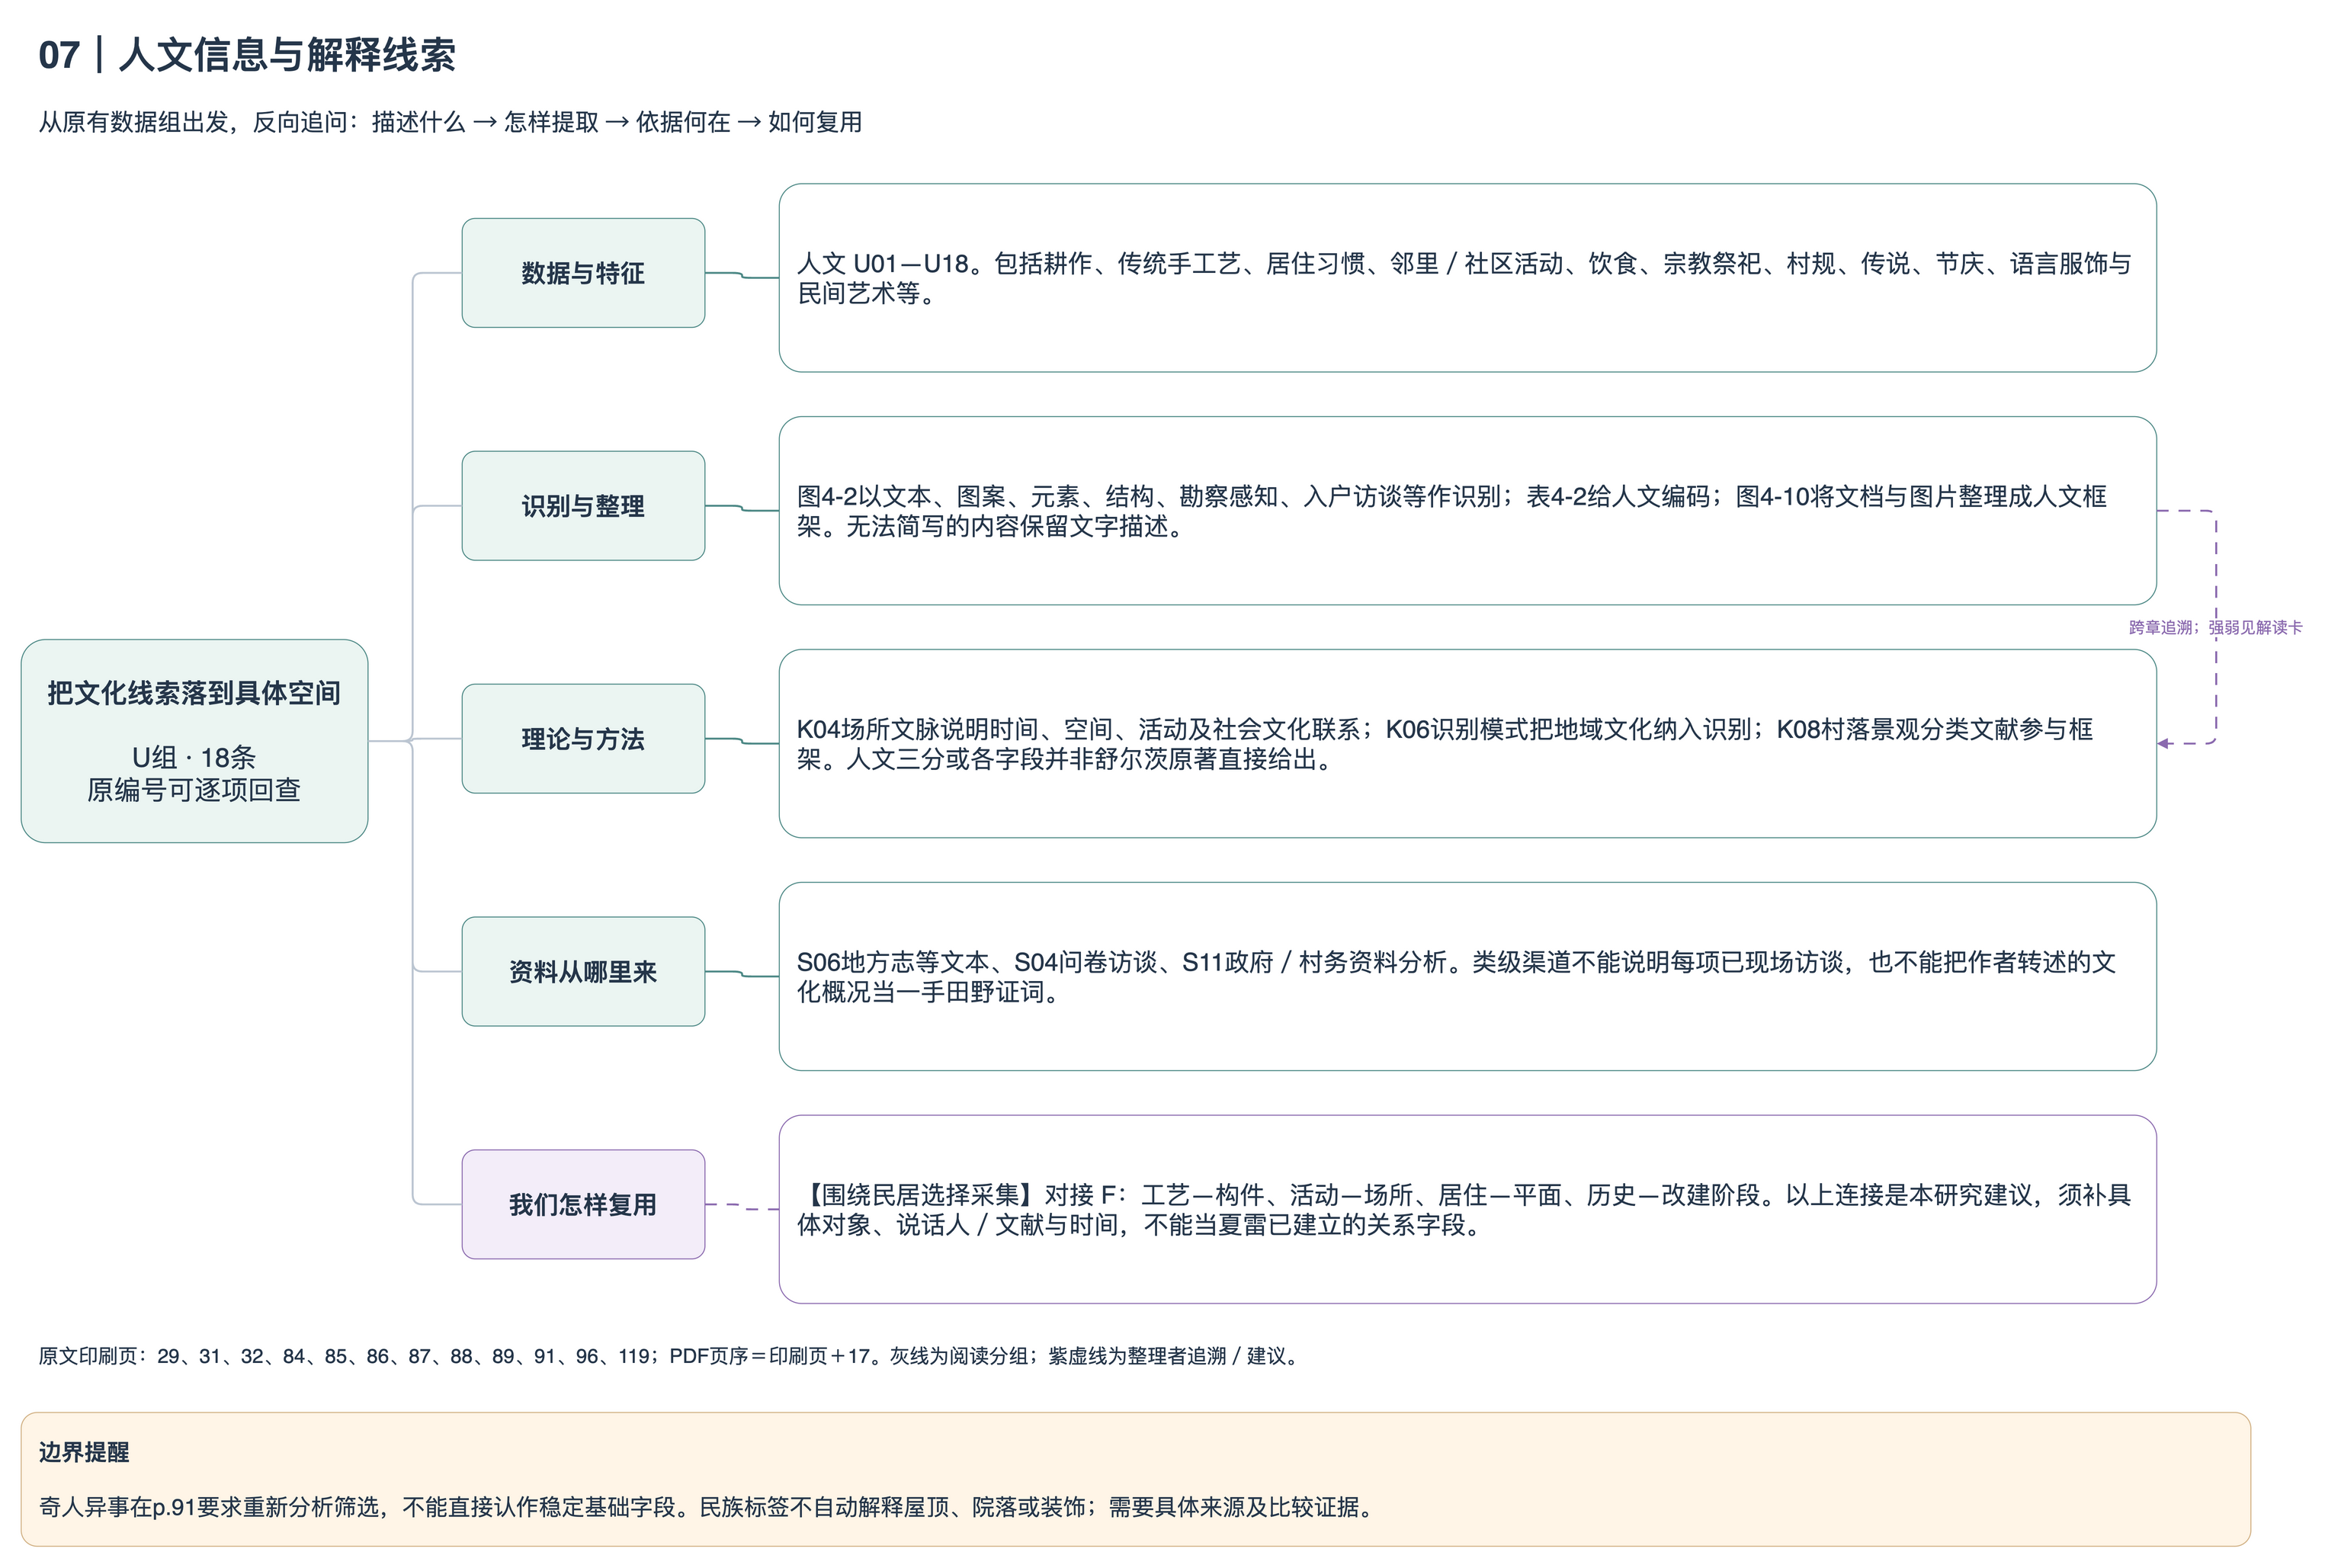 07｜人文信息与解释线索
从原有数据组出发，反向追问：描述什么 → 怎样提取 → 依据何在 → 如何复用
把文化线索落到具体空间
U组 · 18条
原编号可逐项回查
数据与特征
人文 U01—U18。包括耕作、传统手工艺、居住习惯、邻里 / 社区活动、饮食、宗教祭祀、村规、传说、节庆、语言服饰与
民间艺术等。
识别与整理
图4-2以文本、图案、元素、结构、勘察感知、入户访谈等作识别；表4-2给人文编码；图4-10将文档与图片整理成人文框
架。无法简写的内容保留文字描述。
跨章追溯；强弱见解读卡
理论与方法
K04场所文脉说明时间、空间、活动及社会文化联系；K06识别模式把地域文化纳入识别；K08村落景观分类文献参与框
架。人文三分或各字段并非舒尔茨原著直接给出。
资料从哪里来
S06地方志等文本、S04问卷访谈、S11政府 / 村务资料分析。类级渠道不能说明每项已现场访谈，也不能把作者转述的文
化概况当一手田野证词。
我们怎样复用
【围绕民居选择采集】对接 F：工艺—构件、活动—场所、居住—平面、历史—改建阶段。以上连接是本研究建议，须补具
体对象、说话人 / 文献与时间，不能当夏雷已建立的关系字段。
原文印刷页：29、31、32、84、85、86、87、88、89、91、96、119；PDF页序＝印刷页＋17。灰线为阅读分组；紫虚线为整理者追溯 / 建议。
边界提醒
奇人异事在p.91要求重新分析筛选，不能直接认作稳定基础字段。民族标签不自动解释屋顶、院落或装饰；需要具体来源及比较证据。